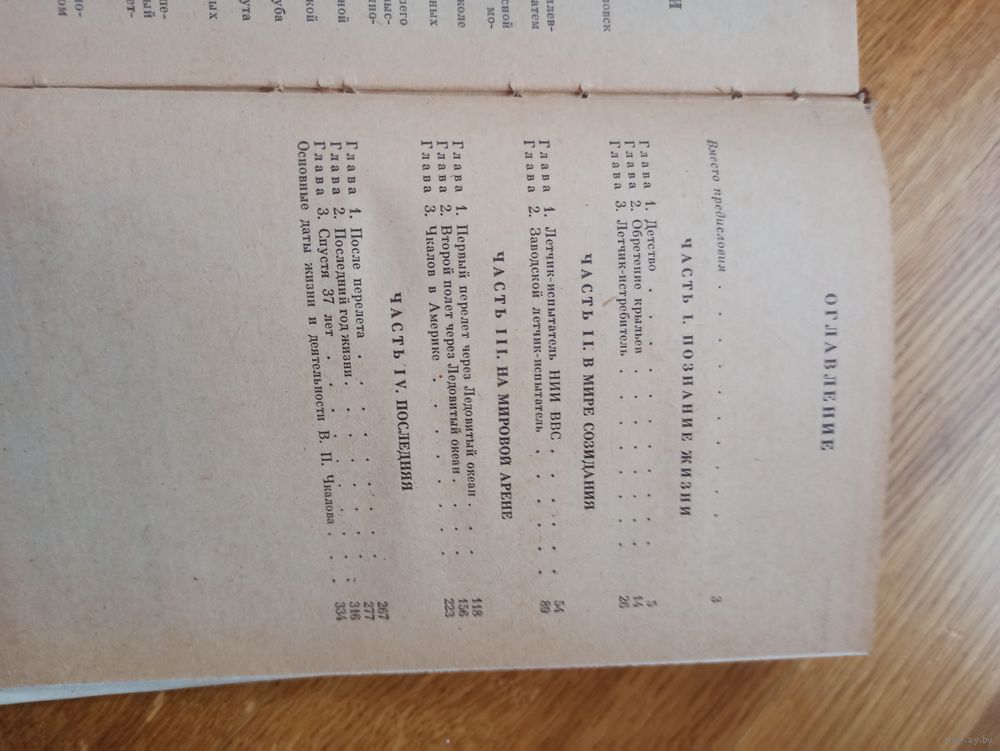 ОГЛАВЛЕНИЕ
Вместо предисловия . . . . . . . . 3
ЧАСТЬ I. ПОЗНАНИЕ ЖИЗНИ
Глава 1. Детство . . . . . . . . 5
Глава 2. Обретение крыльев . . . . . 14
Глава 3. Летчик-истребитель . . . . . 26
ЧАСТЬ II. В МИРЕ СОЗИДАНИЯ
Глава 1. Летчик-испытатель НИИ ВВС . . . . 54
Глава 2. Заводской летчик-испытатель . . . . 89
ЧАСТЬ III. НА МИРОВОЙ АРЕНЕ
Глава 1. Первый перелет через Ледовитый океан . . . 118
Глава 2. Второй полет через Ледовитый океан . . . 156
Глава 3. Чкалов в Америке . . . . . . 223
ЧАСТЬ IV. ПОСЛЕДНЯЯ
Глава 1. После перелета . . . . . . 267
Глава 2. Последний год жизни . . . . . . 277
Глава 3. Спустя 37 лет . . . . . . 316
Основные даты жизни и деятельности В. П. Чкалова . . . 334